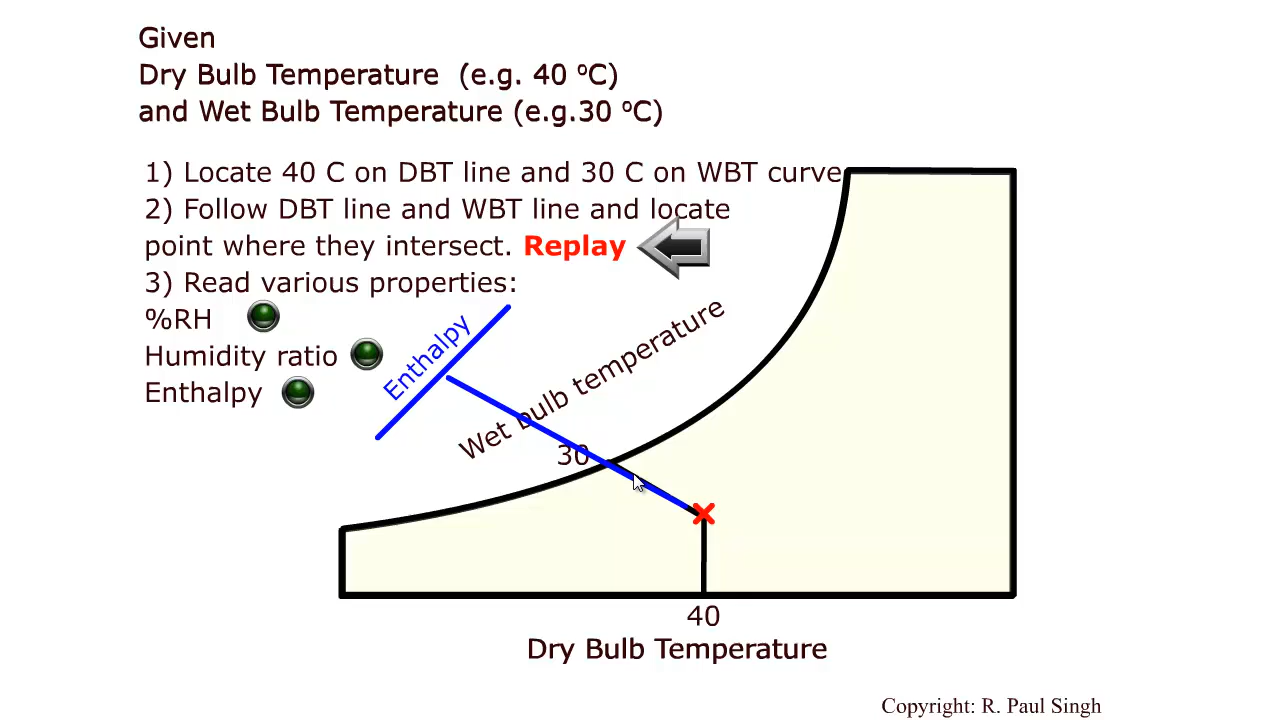 Given
Dry Bulb Temperature (e.g. 40 ºC)
and Wet Bulb Temperature (e.g.30 ºC)
1) Locate 40 C on DBT line and 30 C on WBT curve
2) Follow DBT line and WBT line and locate
point where they intersect. Replay
3) Read various properties:
%RH
Humidity ratio
Enthalpy
Enthalpy
Wet bulb temperature
30
40
Dry Bulb Temperature
Copyright: R. Paul Singh